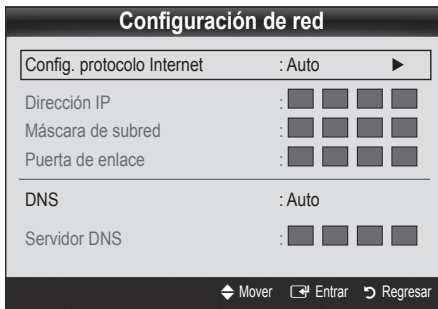 Configuración de red
Config. protocolo Internet : Auto ►
Dirección IP :
Máscara de subred :
Puerta de enlace :
DNS : Auto
Servidor DNS :
Mover Entrar Regresar